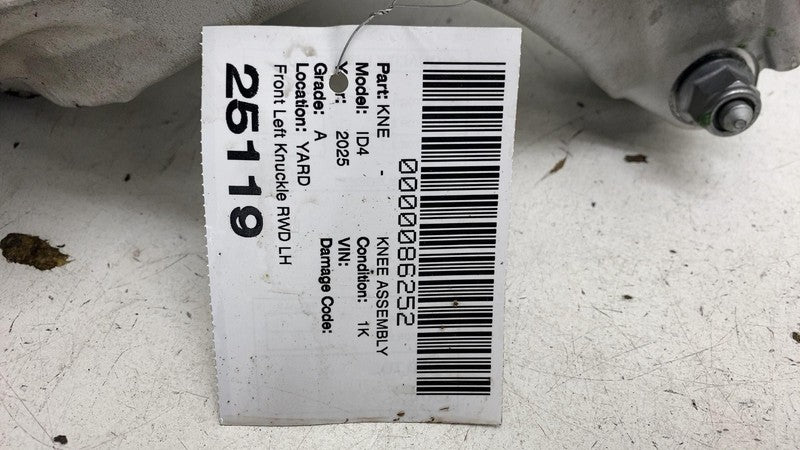 0000086252
Part: KNE - KNEE ASSEMBLY
Model: ID4 Condition: 1K
2025 VIN:
Grade: A Damage Code:
Location: YARD
Front Left Knuckle RWD LH
25119